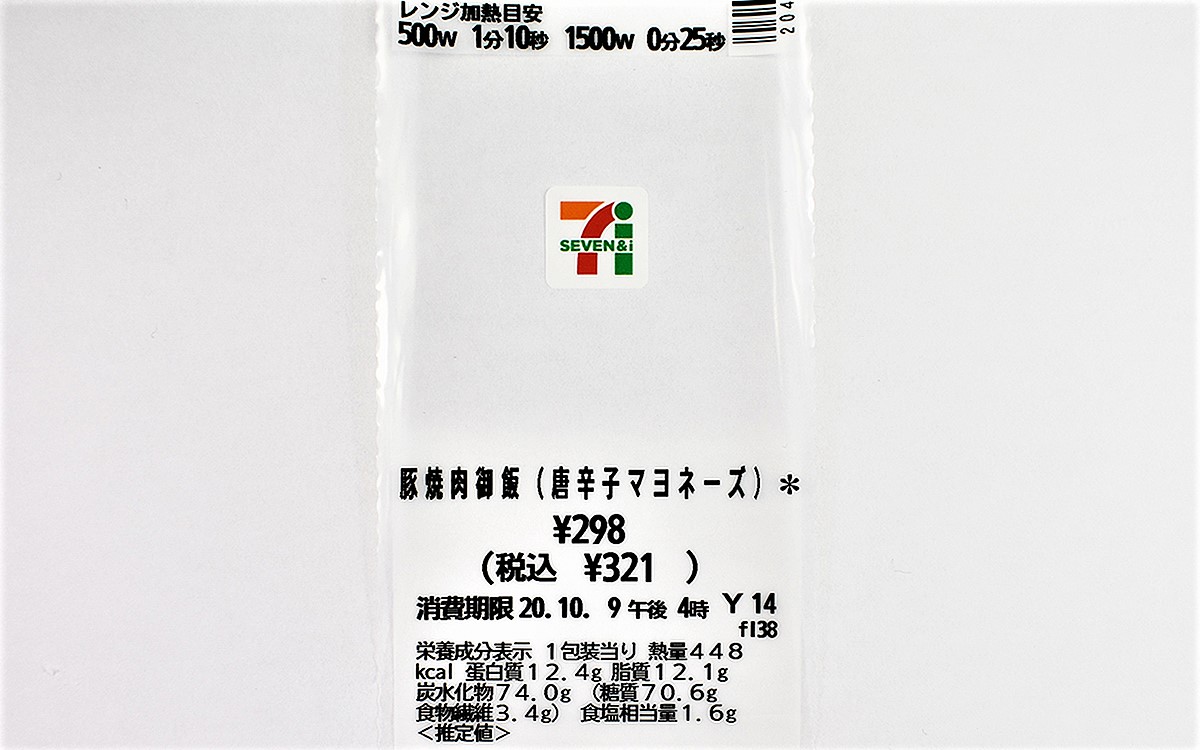 レンジ加熱目安
500W 1分10秒 1500W 0分25秒
204
SEVEN&i
豚焼肉御飯(唐辛子マヨネーズ)*
¥298
(税込 ¥321 )
消費期限 20.10. 9 午後 4時 Y 14
fl38
栄養成分表示 1包装当り 熱量448
kcal 蛋白質12.4g 脂質12.1g
炭水化物74.0g (糖質70.6g
食物繊維3.4g) 食塩相当量1.6g
<推定値>